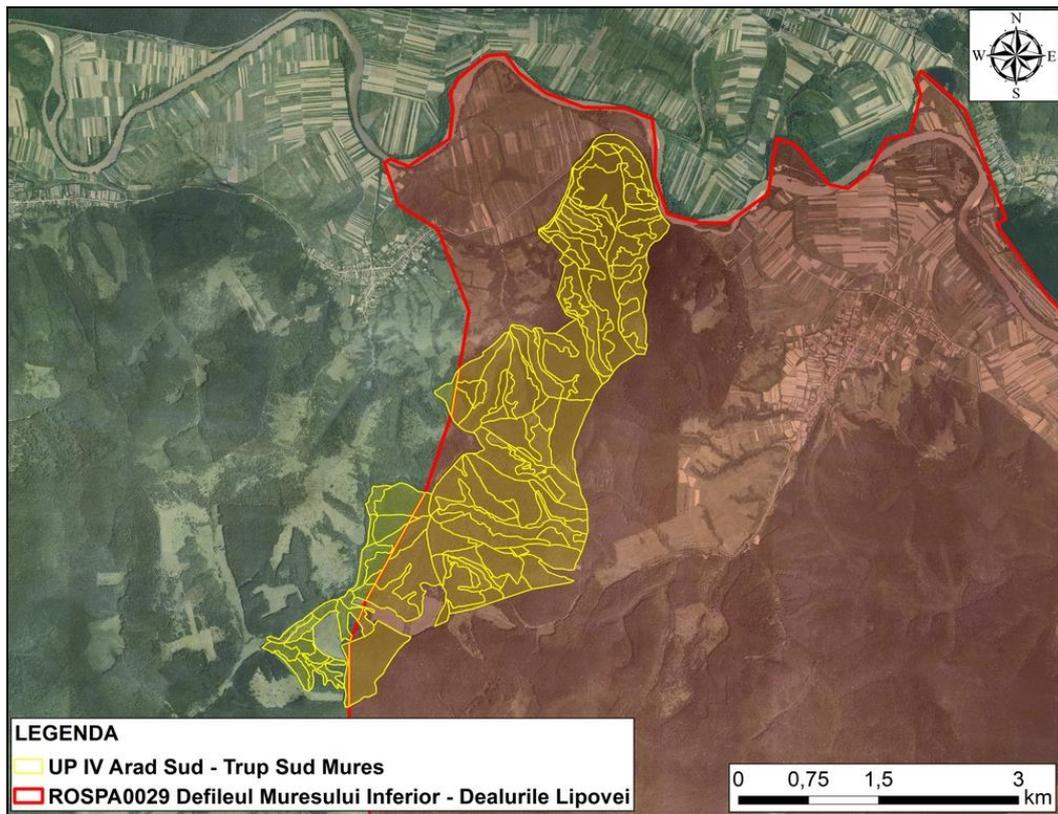 N
W E
S
LEGENDA
UP IV Arad Sud - Trup Sud Mures
ROSPA0029 Defileul Muresului Inferior - Dealurile Lipovei
0 0,75 1,5 3
km